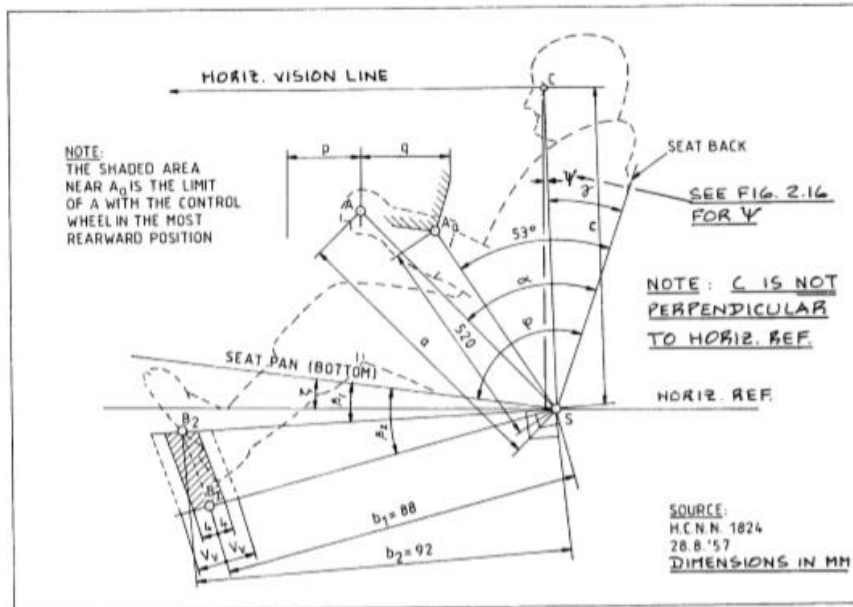 HORIZ. VISION LINE
C
NOTE:
THE SHADED AREA
NEAR A0 IS THE LIMIT
OF A WITH THE CONTROL
WHEEL IN THE MOST
REARWARD POSITION
p
q
SEAT BACK
ψ
γ
SEE FIG. 2.16
FOR ψ
A
A0
c
53°
α
NOTE: C IS NOT
PERPENDICULAR
TO HORIZ. REF.
φ
a
520
SEAT PAN (BOTTOM)
ξ
β1
β2
HORIZ. REF.
S
B2
B1
b1 = 88
b2 = 92
L
L
Vv
Vv
SOURCE:
H.C.N.N. 1824
28.8.'57
DIMENSIONS IN MM